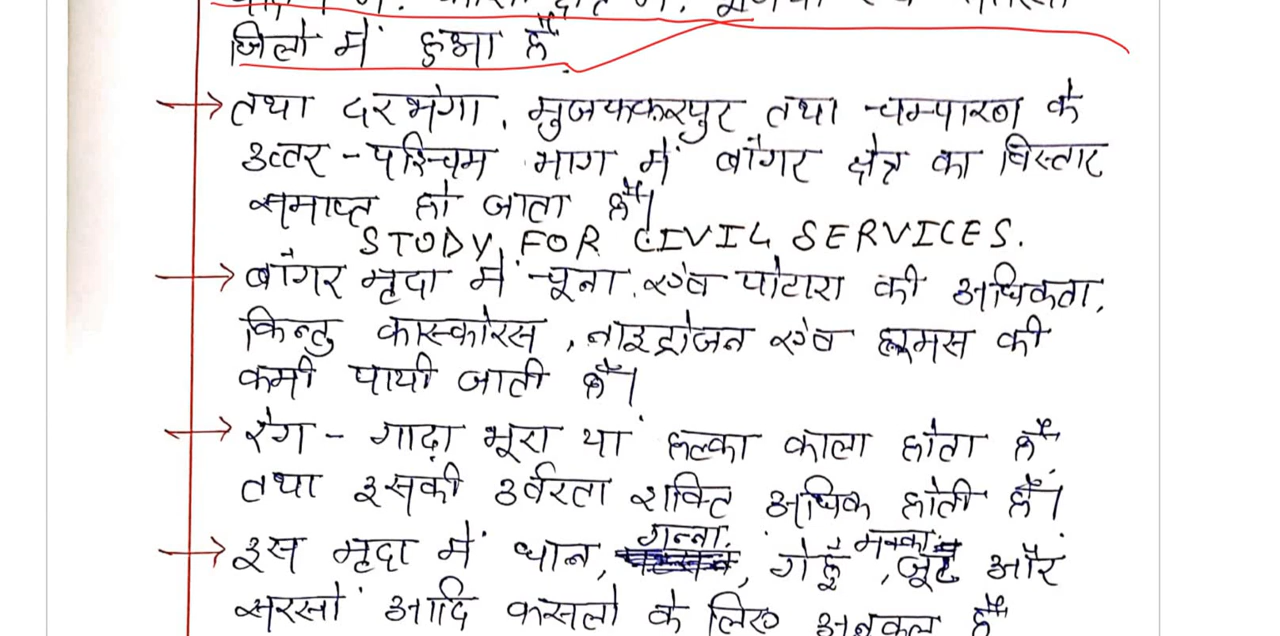 जिलो में हुआ हैं
तथा दरभंगा, मुजफ्फरपुर तथा चम्पारण के
उत्तर-पश्चिम भाग में बाँगर क्षेत्र का विस्तार
समाप्त हो जाता हैं।
STUDY FOR CIVIL SERVICES.
बाँगर मृदा में चूना एंव पोटाश की अधिकता,
किन्तु फास्फोरस, नाइट्रोजन एंव ह्यूमस की
कमी पायी जाती हैं।
रंग - गाढ़ा भूरा या हल्का काला होता हैं
तथा इसकी उर्वरता शक्ति अधिक होती हैं।
इस मृदा में धान, गन्ना, गेहूँ, मक्का, जूट और
सरसों आदि फसलो के लिए अनुकूल हैं